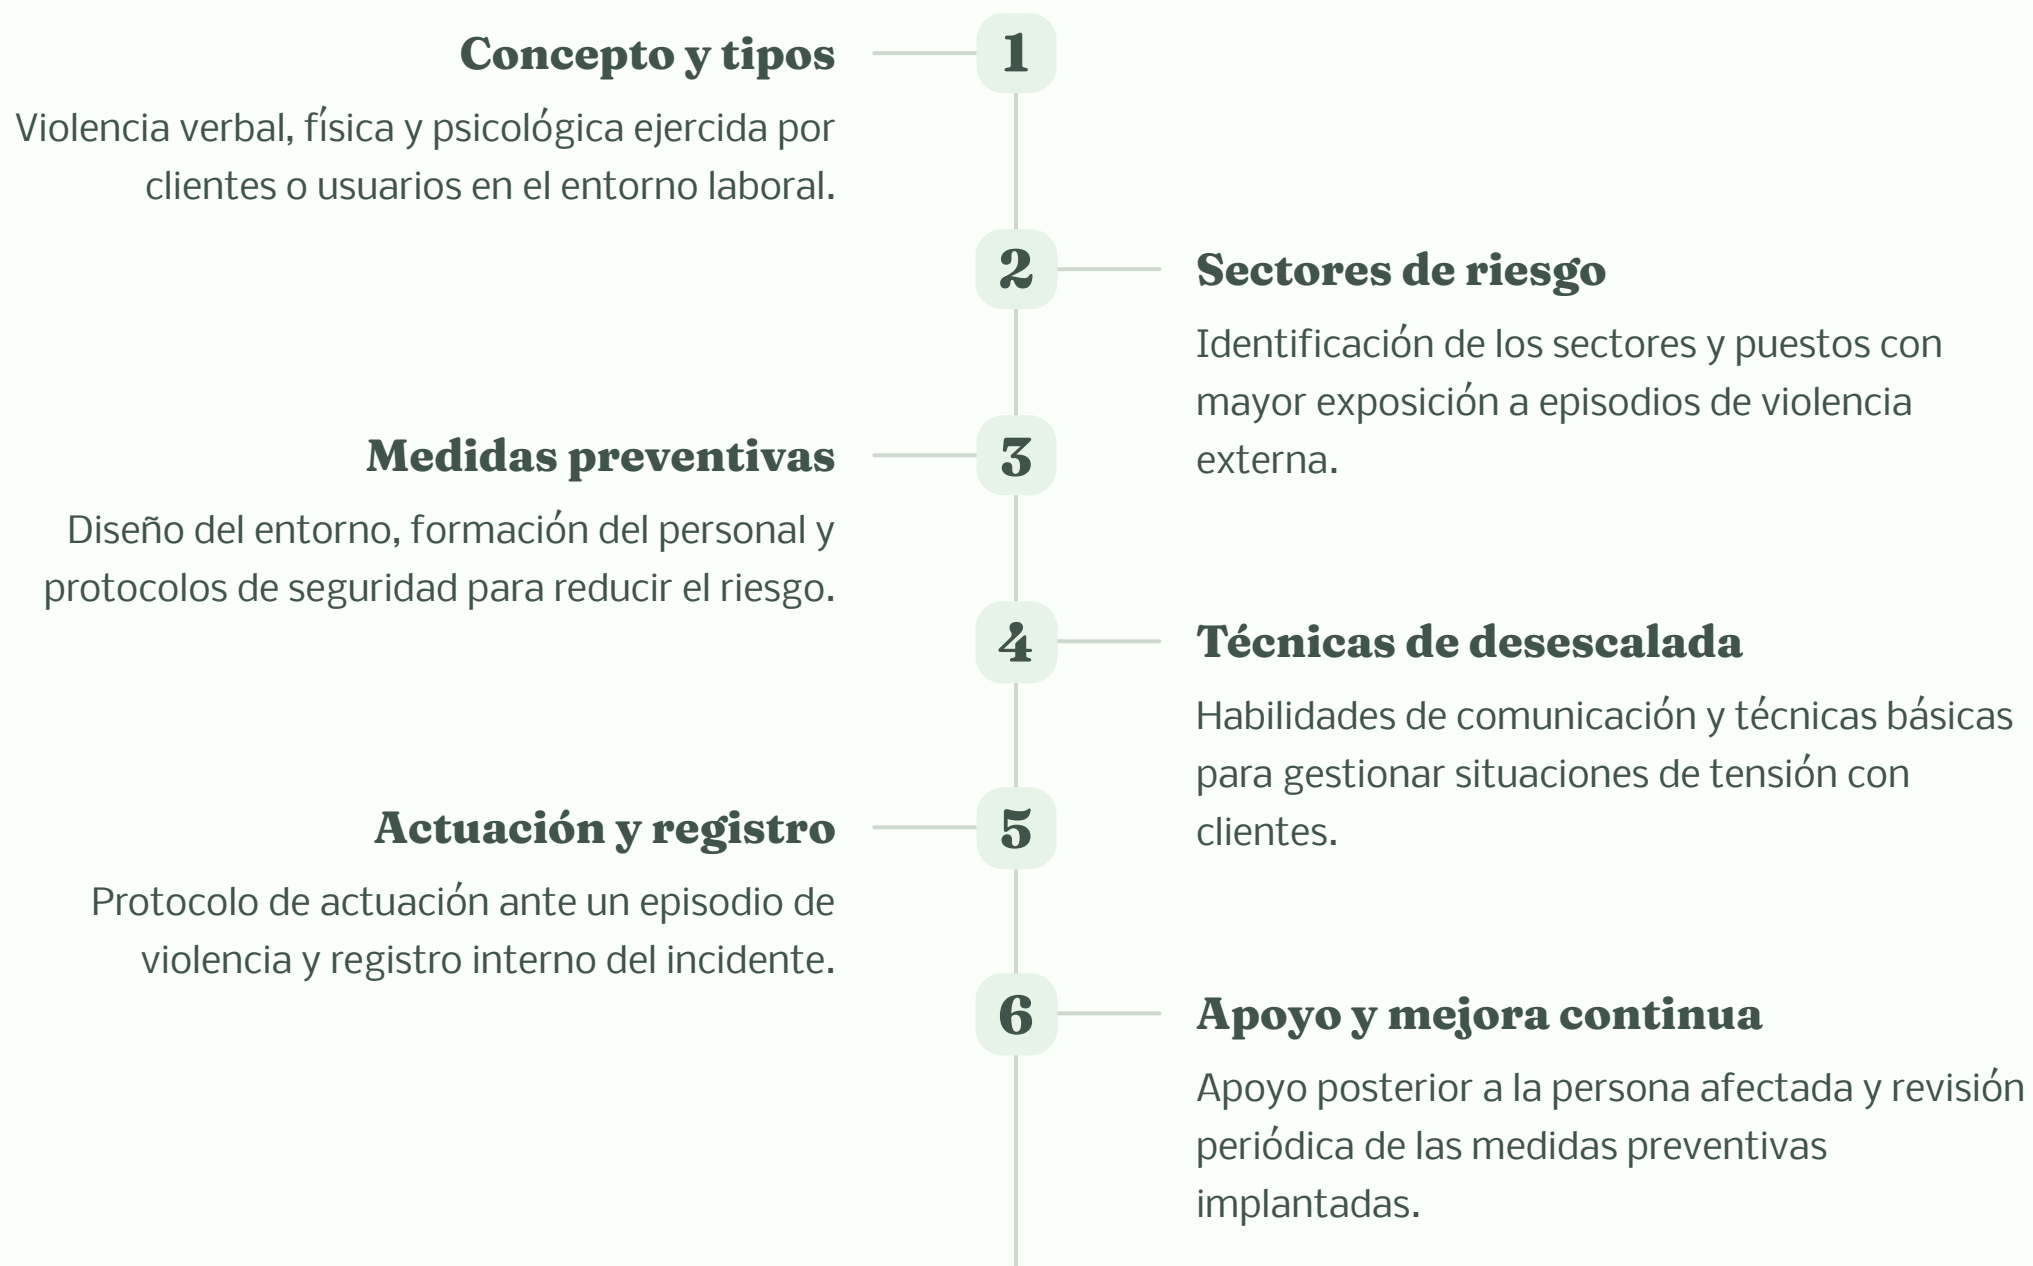 Concepto y tipos
1
Violencia verbal, física y psicológica ejercida por
clientes o usuarios en el entorno laboral.
2
Sectores de riesgo
Identificación de los sectores y puestos con
mayor exposición a episodios de violencia
externa.
Medidas preventivas
3
Diseño del entorno, formación del personal y
protocolos de seguridad para reducir el riesgo.
4
Técnicas de desescalada
Habilidades de comunicación y técnicas básicas
para gestionar situaciones de tensión con
clientes.
Actuación y registro
5
Protocolo de actuación ante un episodio de
violencia y registro interno del incidente.
6
Apoyo y mejora continua
Apoyo posterior a la persona afectada y revisión
periódica de las medidas preventivas
implantadas.